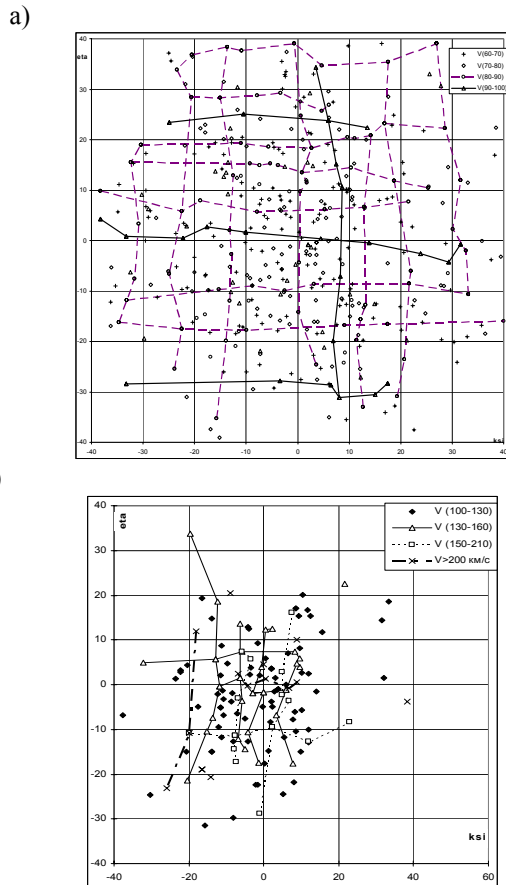 a)
eta
V(60-70)
V(70-80)
V(80-90)
V(90-100)
40
30
20
10
0
-10
-20
-30
-40
-40 -30 -20 -10 0 10 20 30 40
ksi
)
eta
V (100-130)
V (130-160)
V (150-210)
V>200 км/с
40
30
20
10
0
-10
-20
-30
-40
ksi
-40 -20 0 20 40 60